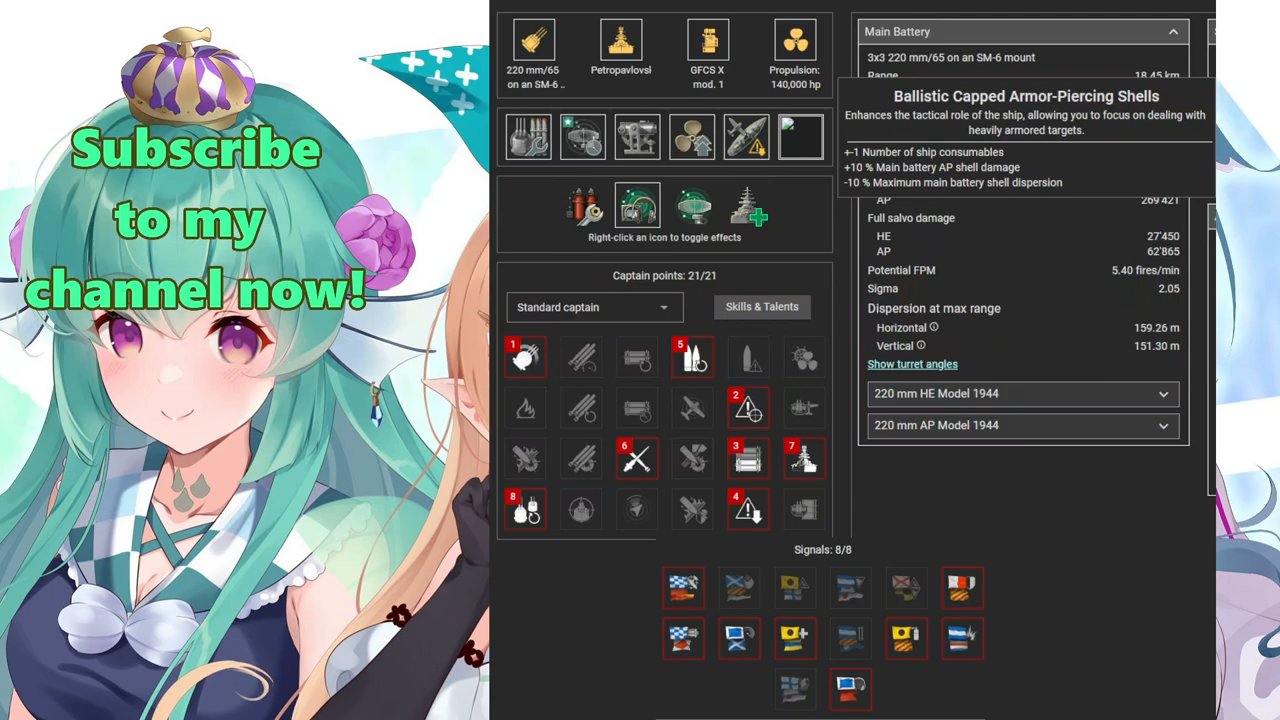 Subscribe
to my
channel now!
220 mm/65
on an SM-6 ..
Petropavlovsl
GFCS X
mod. 1
Propulsion:
140,000 hp
Right-click an icon to toggle effects
Captain points: 21/21
Standard captain
Skills & Talents
1
5
2
6
3
7
8
4
Signals: 8/8
Main Battery
3x3 220 mm/65 on an SM-6 mount
Range 18.45 km
Ballistic Capped Armor-Piercing Shells
Enhances the tactical role of the ship, allowing you to focus on dealing with
heavily armored targets.
+-1 Number of ship consumables
+10 % Main battery AP shell damage
-10 % Maximum main battery shell dispersion
AP 269'421
Full salvo damage
HE 27'450
AP 62'865
Potential FPM 5.40 fires/min
Sigma 2.05
Dispersion at max range
Horizontal 159.26 m
Vertical 151.30 m
Show turret angles
220 mm HE Model 1944
220 mm AP Model 1944